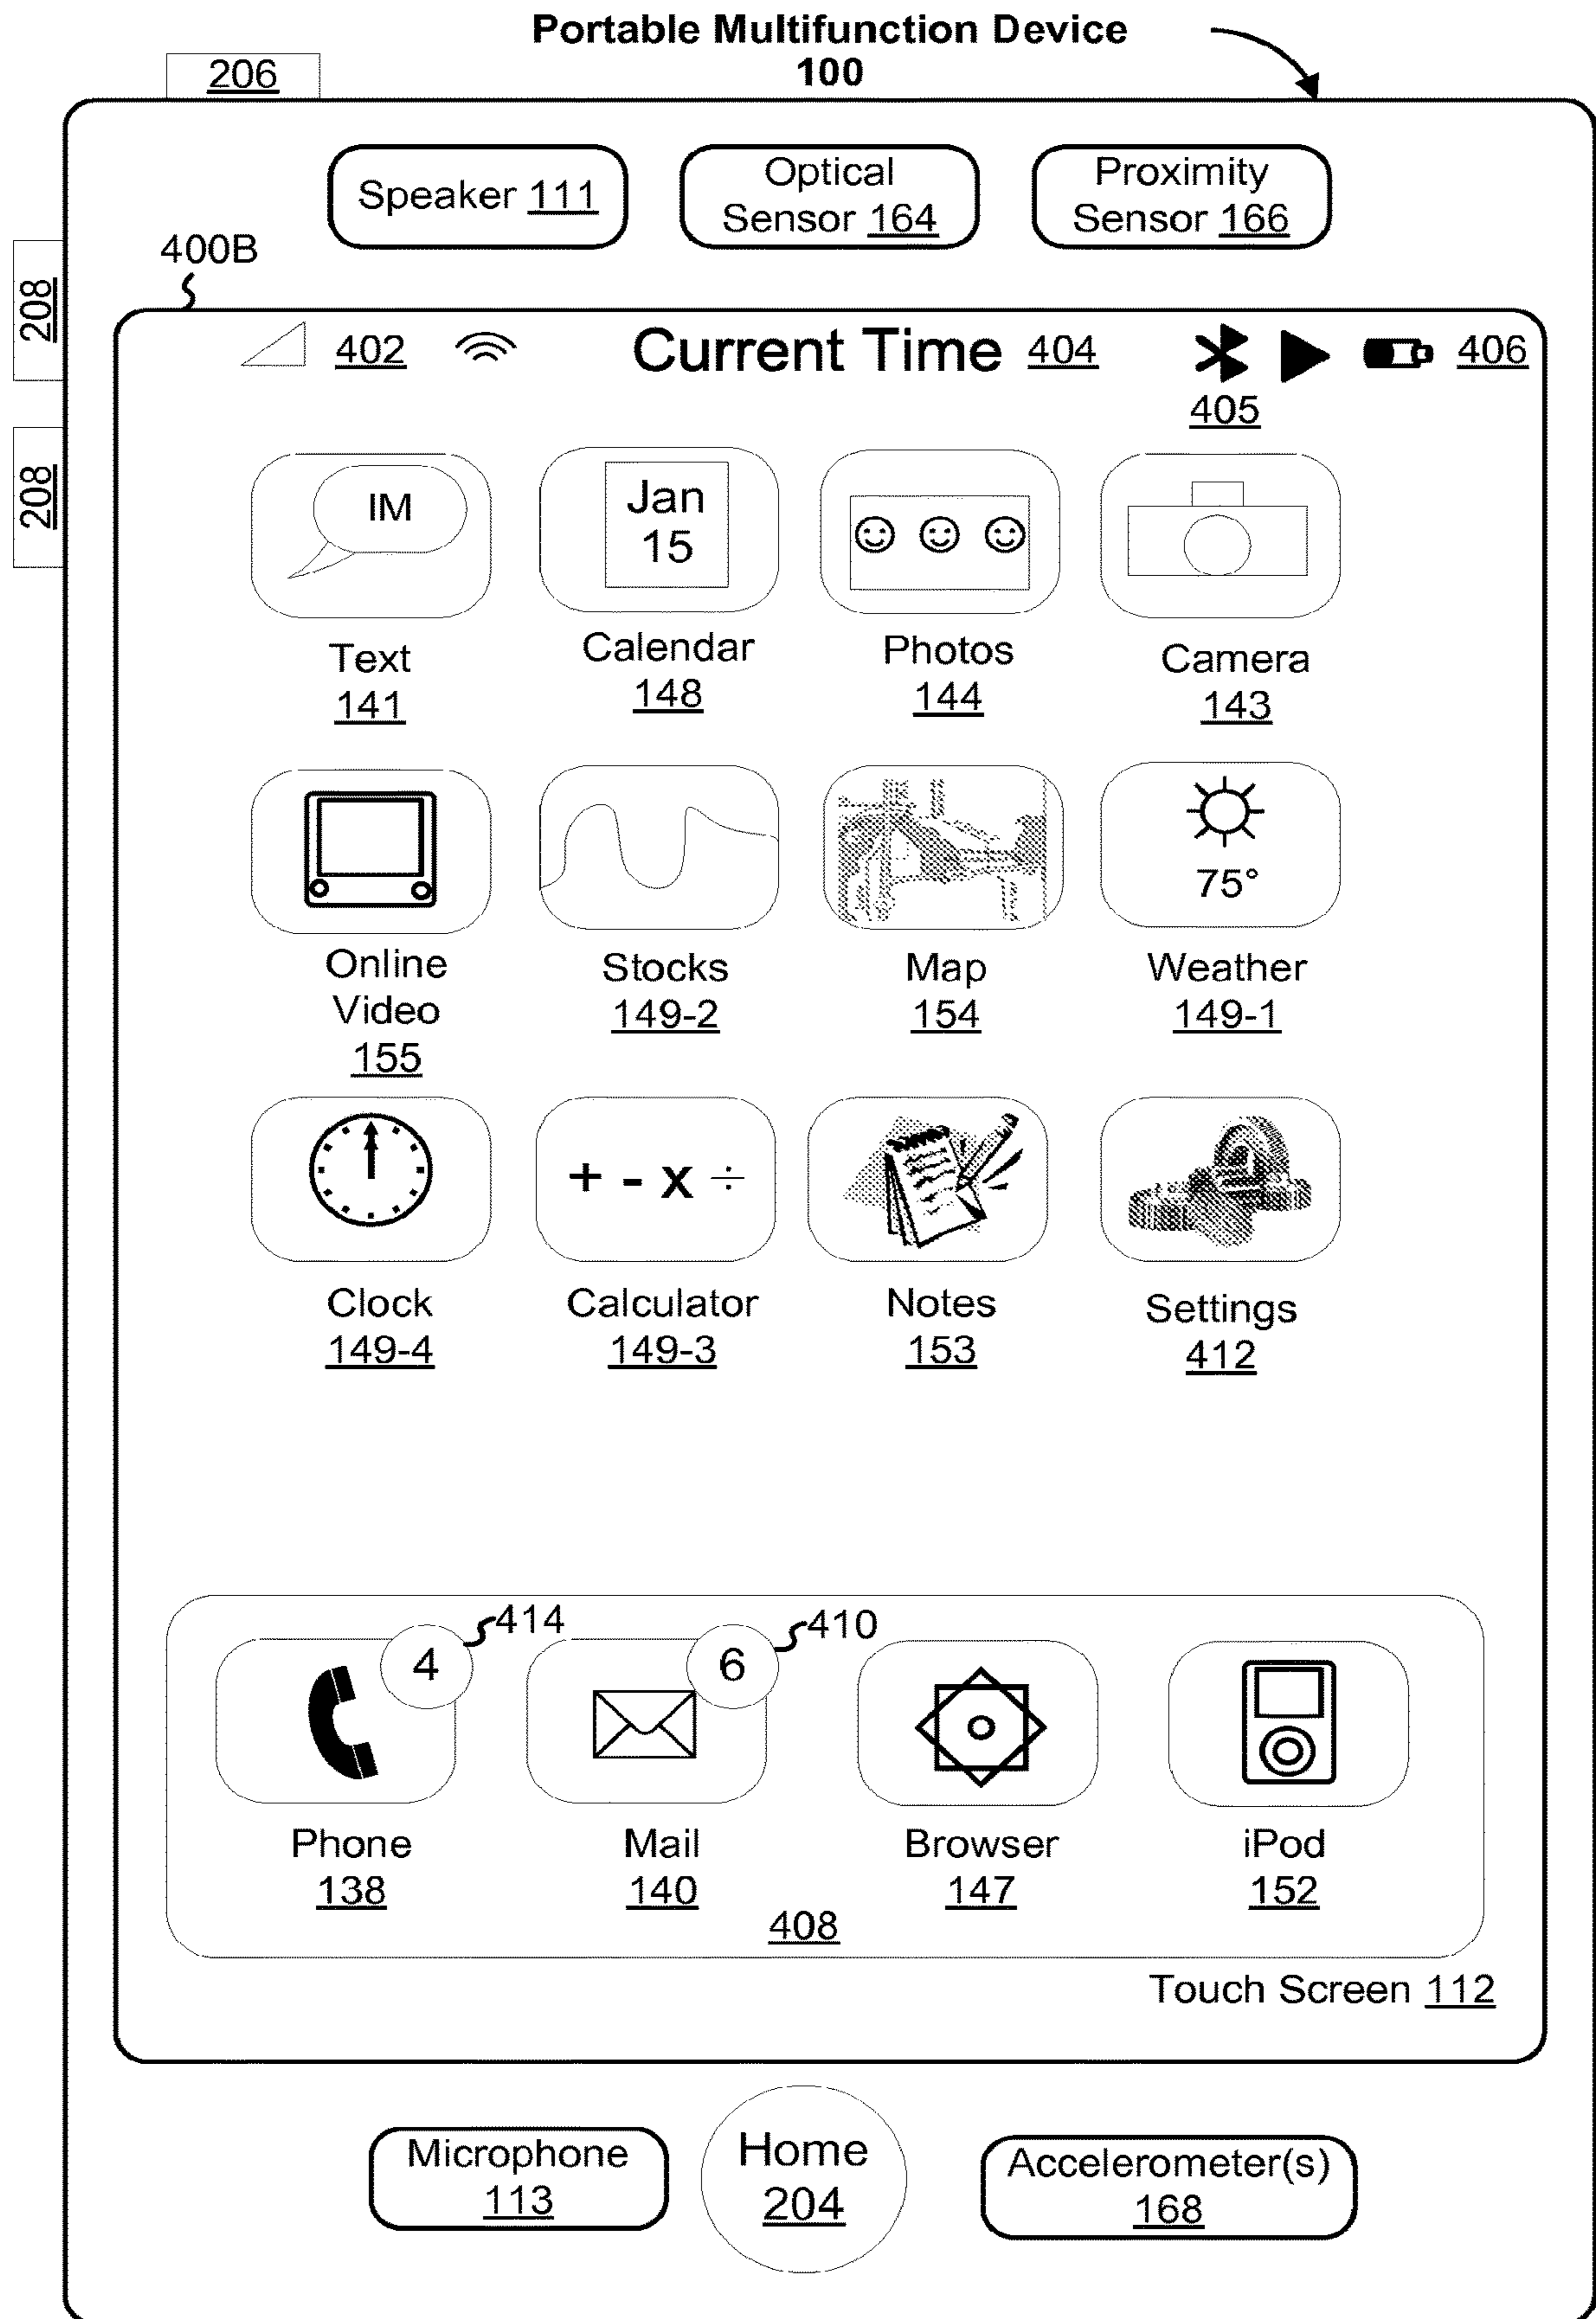 Portable Multifunction Device
100
206
Speaker 111
Optical
Sensor 164
Proximity
Sensor 166
400B
208
208
402
Current Time 404
406
405
IM
Jan
15
Text
141
Calendar
148
Photos
144
Camera
143
75°
Online
Video
155
Stocks
149-2
Map
154
Weather
149-1
+ - x ÷
Clock
149-4
Calculator
149-3
Notes
153
Settings
412
4
414
6
410
Phone
138
Mail
140
Browser
147
iPod
152
408
Touch Screen 112
Microphone
113
Home
204
Accelerometer(s)
168